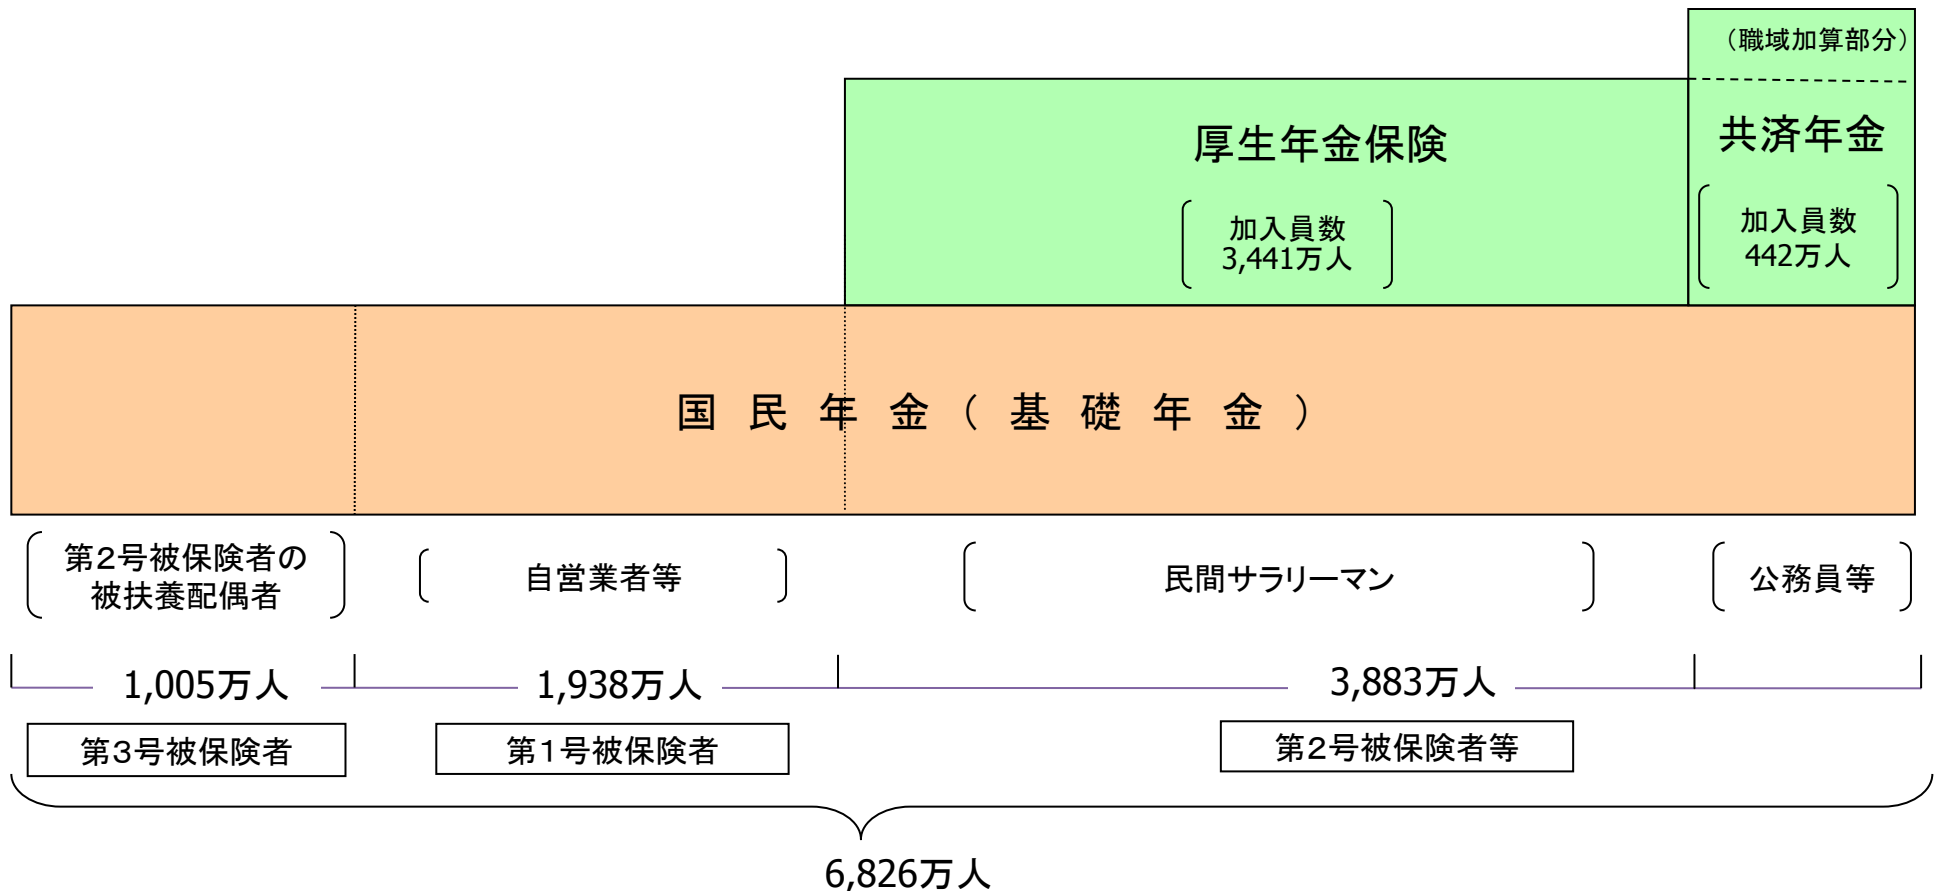 （職域加算部分）
厚生年金保険
共済年金
加入員数
3,441万人
加入員数
442万人
国民年金（基礎年金）
第２号被保険者の
被扶養配偶者
自営業者等
民間サラリーマン
公務員等
1,005万人
1,938万人
3,883万人
第３号被保険者
第１号被保険者
第２号被保険者等
6,826万人